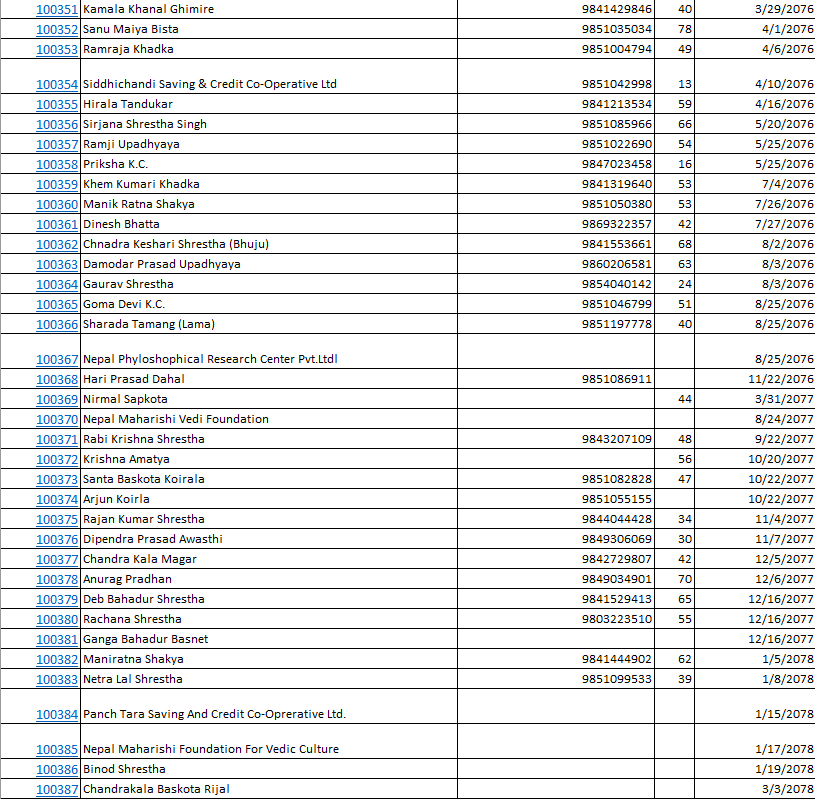 100351 Kamala Khanal Ghimire 9841429846 40 3/29/2076
100352 Sanu Maiya Bista 9851035034 78 4/1/2076
100353 Ramraja Khadka 9851004794 49 4/6/2076
100354 Siddhichandi Saving & Credit Co-Operative Ltd 9851042998 13 4/10/2076
100355 Hirala Tandukar 9841213534 59 4/16/2076
100356 Sirjana Shrestha Singh 9851085966 66 5/20/2076
100357 Ramji Upadhyaya 9851022690 54 5/25/2076
100358 Priksha K.C. 9847023458 16 5/25/2076
100359 Khem Kumari Khadka 9841319640 53 7/4/2076
100360 Manik Ratna Shakya 9851050380 53 7/26/2076
100361 Dinesh Bhatta 9869322357 42 7/27/2076
100362 Chnadra Keshari Shrestha (Bhuju) 9841553661 68 8/2/2076
100363 Damodar Prasad Upadhyaya 9860206581 63 8/3/2076
100364 Gaurav Shrestha 9854040142 24 8/3/2076
100365 Goma Devi K.C. 9851046799 51 8/25/2076
100366 Sharada Tamang (Lama) 9851197778 40 8/25/2076
100367 Nepal Phyloshophical Research Center Pvt.Ltdl 8/25/2076
100368 Hari Prasad Dahal 9851086911 11/22/2076
100369 Nirmal Sapkota 44 3/31/2077
100370 Nepal Maharishi Vedi Foundation 8/24/2077
100371 Rabi Krishna Shrestha 9843207109 48 9/22/2077
100372 Krishna Amatya 56 10/20/2077
100373 Santa Baskota Koirala 9851082828 47 10/22/2077
100374 Arjun Koirla 9851055155 10/22/2077
100375 Rajan Kumar Shrestha 9844044428 34 11/4/2077
100376 Dipendra Prasad Awasthi 9849306069 30 11/7/2077
100377 Chandra Kala Magar 9842729807 42 12/5/2077
100378 Anurag Pradhan 9849034901 70 12/6/2077
100379 Deb Bahadur Shrestha 9841529413 65 12/16/2077
100380 Rachana Shrestha 9803223510 55 12/16/2077
100381 Ganga Bahadur Basnet 12/16/2077
100382 Maniratna Shakya 9841444902 62 1/5/2078
100383 Netra Lal Shrestha 9851099533 39 1/8/2078
100384 Panch Tara Saving And Credit Co-Oprerative Ltd. 1/15/2078
100385 Nepal Maharishi Foundation For Vedic Culture 1/17/2078
100386 Binod Shrestha 1/19/2078
100387 Chandrakala Baskota Rijal 3/3/2078